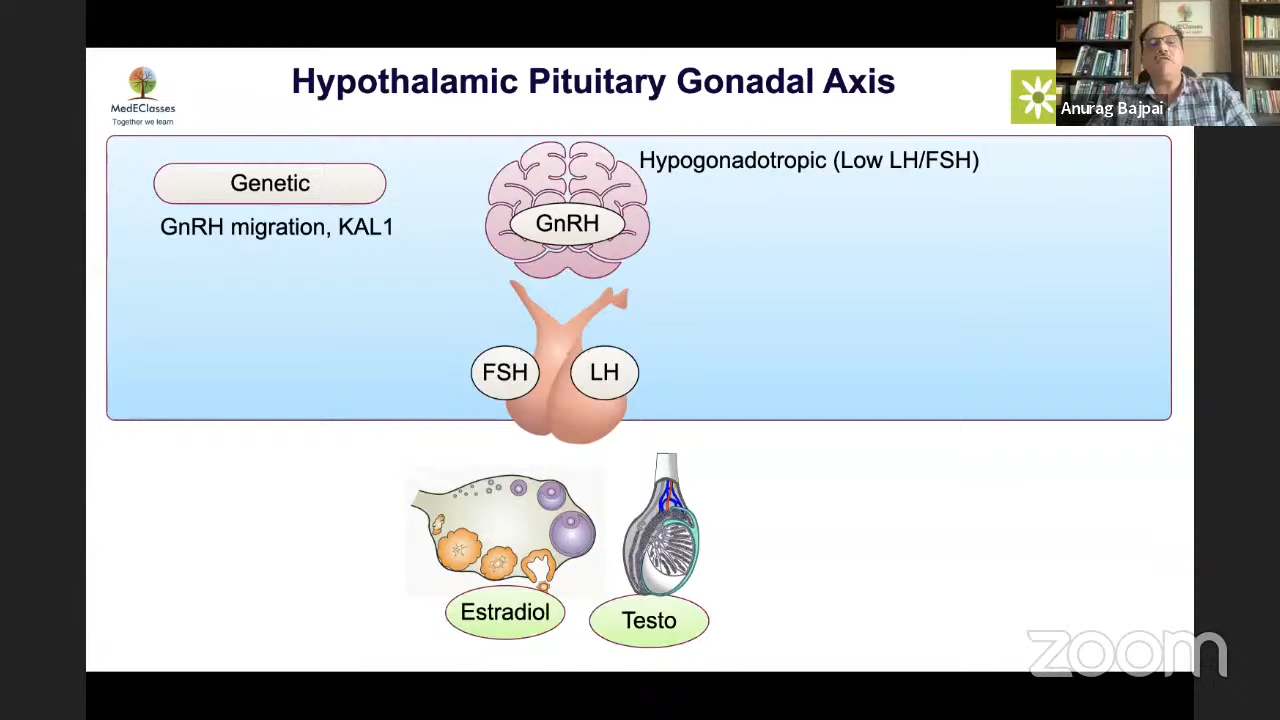 Hypothalamic Pituitary Gonadal Axis
MedEClasses
Together we learn
Anurag Bajpai
Genetic
Hypogonadotropic (Low LH/FSH)
GnRH migration, KAL1
GnRH
FSH
LH
Estradiol
Testo
zoom